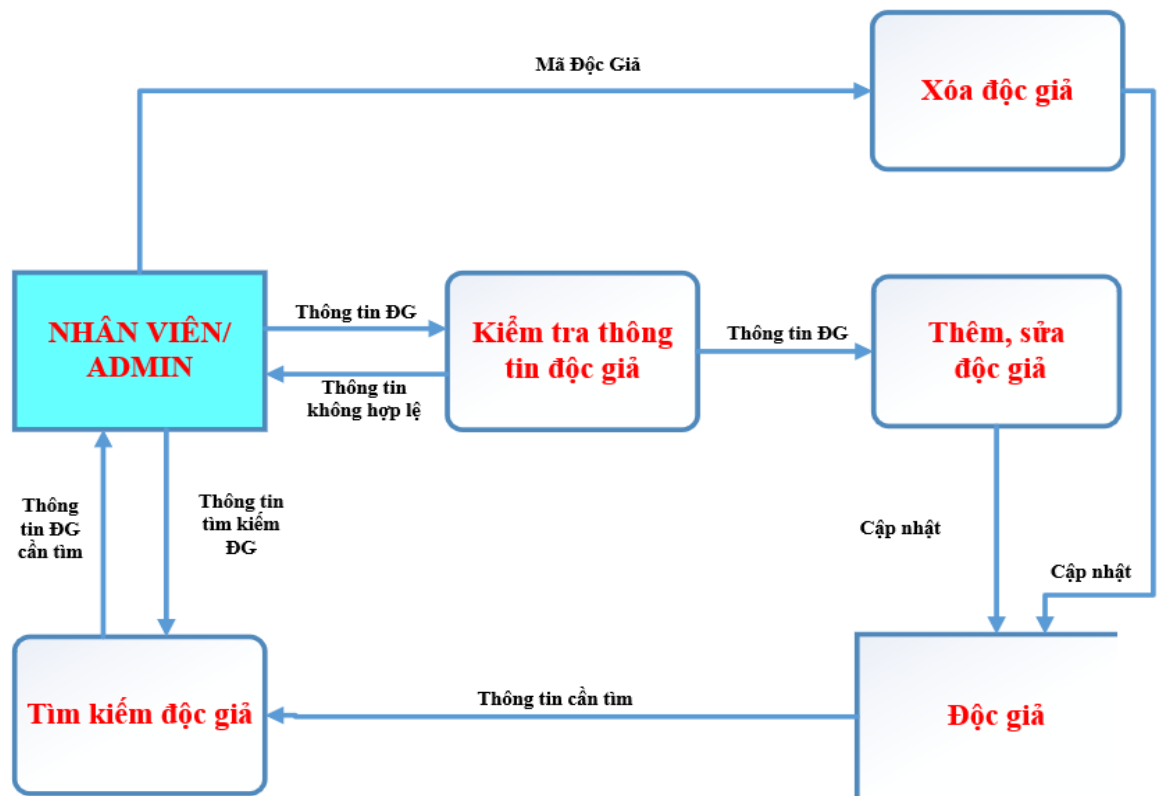 Mã Độc Giả
Xóa độc giả
NHÂN VIÊN/
ADMIN
Thông tin ĐG
Thông tin
không hợp lệ
Kiểm tra thông
tin độc giả
Thông tin ĐG
Thêm, sửa
độc giả
Thông
tin ĐG
cần tìm
Thông tin
tìm kiếm
ĐG
Cập nhật
Cập nhật
Tìm kiếm độc giả
Thông tin cần tìm
Độc giả